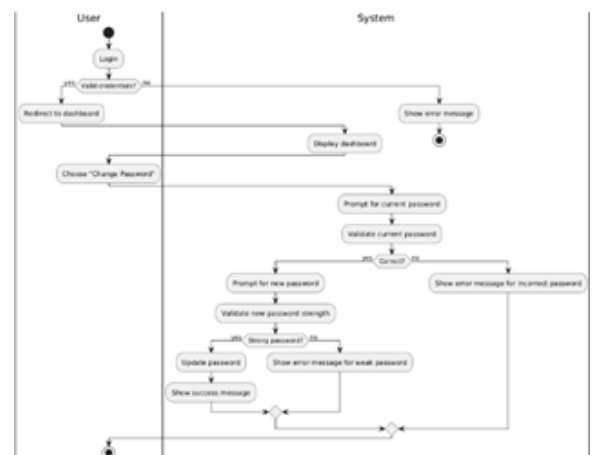 User
System
Login
yes
Valid credentials?
no
Redirect to dashboard
Show error message
Display dashboard
Choose "Change Password"
Prompt for current password
Validate current password
yes
Correct?
no
Prompt for new password
Show error message for incorrect password
Validate new password strength
yes
Strong password?
no
Update password
Show error message for weak password
Show success message